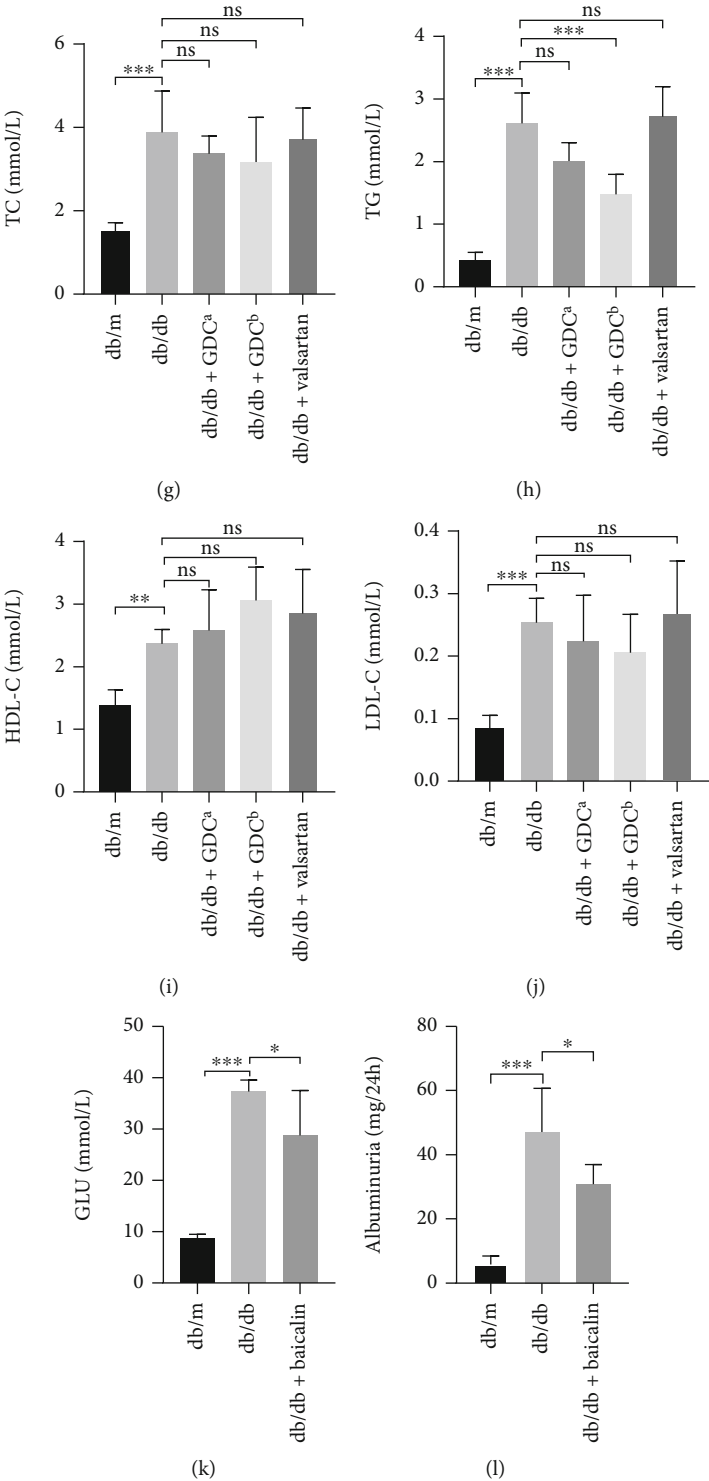 ns
ns
ns
***
6
4
2
0
TC (mmol/L)
db/m
db/db
db/db + GDCᵃ
db/db + GDCᵇ
db/db + valsartan
(g)
ns
***
ns
***
4
3
2
1
0
TG (mmol/L)
db/m
db/db
db/db + GDCᵃ
db/db + GDCᵇ
db/db + valsartan
(h)
ns
ns
ns
**
4
3
2
1
0
HDL-C (mmol/L)
db/m
db/db
db/db + GDCᵃ
db/db + GDCᵇ
db/db + valsartan
(i)
ns
ns
ns
***
0.4
0.3
0.2
0.1
0.0
LDL-C (mmol/L)
db/m
db/db
db/db + GDCᵃ
db/db + GDCᵇ
db/db + valsartan
(j)
*
***
50
40
30
20
10
0
GLU (mmol/L)
db/m
db/db
db/db + baicalin
(k)
*
***
80
60
40
20
0
Albuminuria (mg/24h)
db/m
db/db
db/db + baicalin
(l)